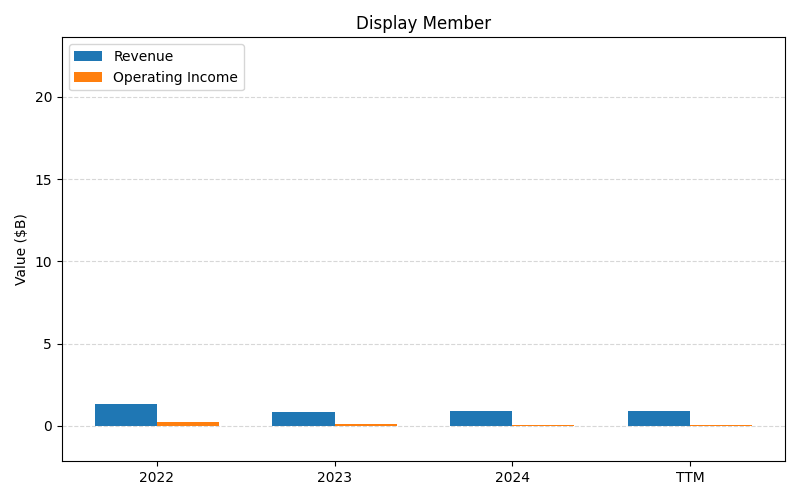 Display Member
Revenue
Operating Income
Value ($B)
20
15
10
5
0
2022 2023 2024 TTM